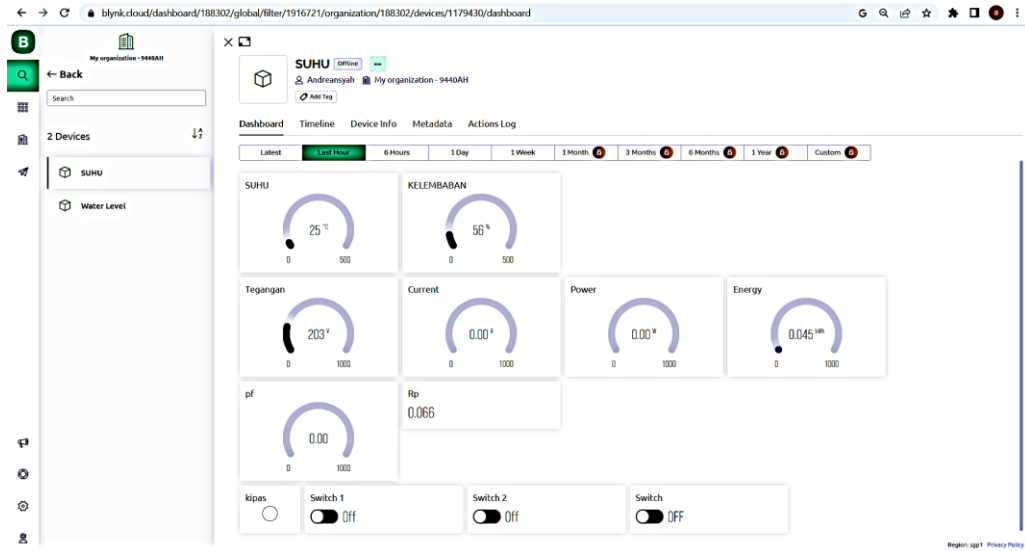 blynk.cloud/dashboard/188302/global/filter/1916721/organization/188302/devices/1179430/dashboard
B
My organization - 9440AH
← Back
Search
2 Devices
SUHU
Water Level
SUHU Offline
Andreansyah My organization - 9440AH
Add Tag
Dashboard Timeline Device Info Metadata Actions Log
Latest Last Hour 6 Hours 1 Day 1 Week 1 Month 3 Months 6 Months 1 Year Custom
SUHU KELEMBABAN
25 °C 56 %
0 500 0 500
Tegangan Current Power Energy
203 V 0.00 A 0.00 W 0.045 kWh
0 1000 0 1000 0 1000 0 1000
pf Rp
0.066
0.00
0 1000
kipas Switch 1 Switch 2 Switch
Off Off OFF
Region: sgp1 Privacy Policy